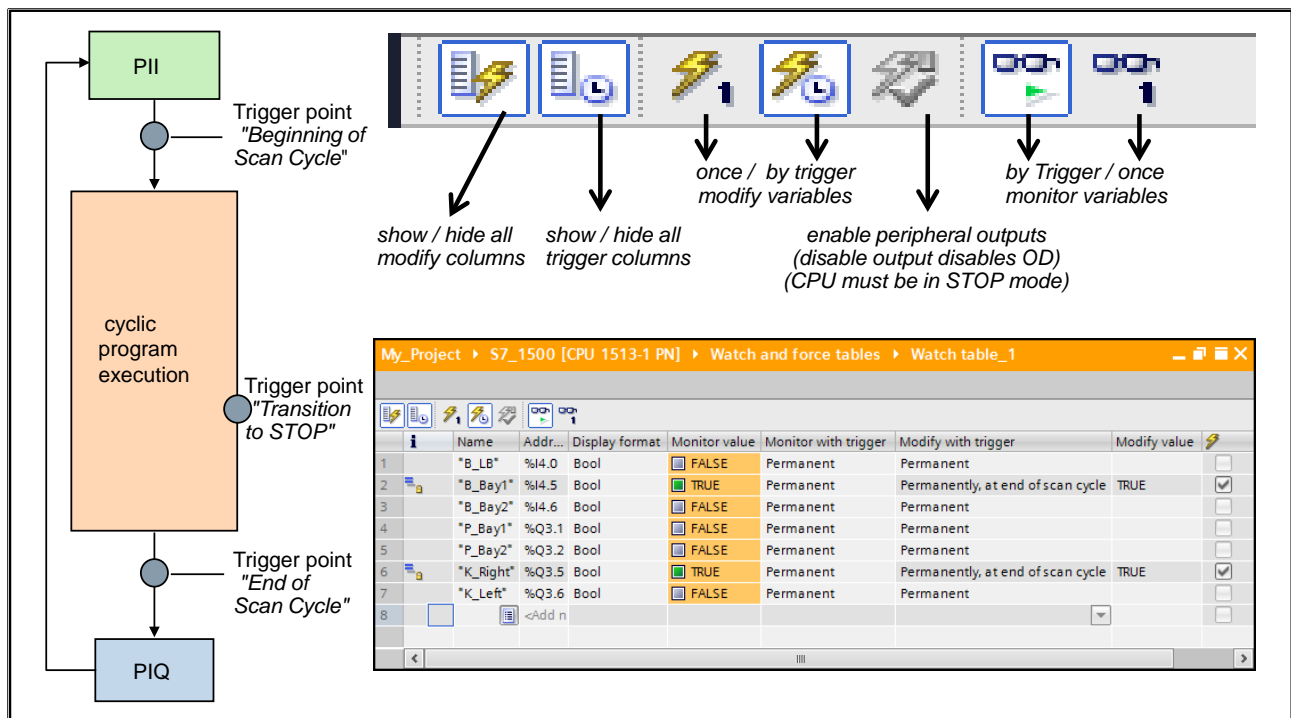 PII
Trigger point
"Beginning of
Scan Cycle"
cyclic
program
execution
Trigger point
"Transition
to STOP"
Trigger point
"End of
Scan Cycle"
PIQ
1
1
once / by trigger
modify variables
by Trigger / once
monitor variables
show / hide all
modify columns
show / hide all
trigger columns
enable peripheral outputs
(disable output disables OD)
(CPU must be in STOP mode)
My_Project ▸ S7_1500 [CPU 1513-1 PN] ▸ Watch and force tables ▸ Watch table_1
1 1
i Name Addr... Display format Monitor value Monitor with trigger Modify with trigger Modify value
1 "B_LB" %I4.0 Bool FALSE Permanent Permanent
2 "B_Bay1" %I4.5 Bool TRUE Permanent Permanently, at end of scan cycle TRUE
3 "B_Bay2" %I4.6 Bool FALSE Permanent Permanent
4 "P_Bay1" %Q3.1 Bool FALSE Permanent Permanent
5 "P_Bay2" %Q3.2 Bool FALSE Permanent Permanent
6 "K_Right" %Q3.5 Bool TRUE Permanent Permanently, at end of scan cycle TRUE
7 "K_Left" %Q3.6 Bool FALSE Permanent Permanent
8 <Add n